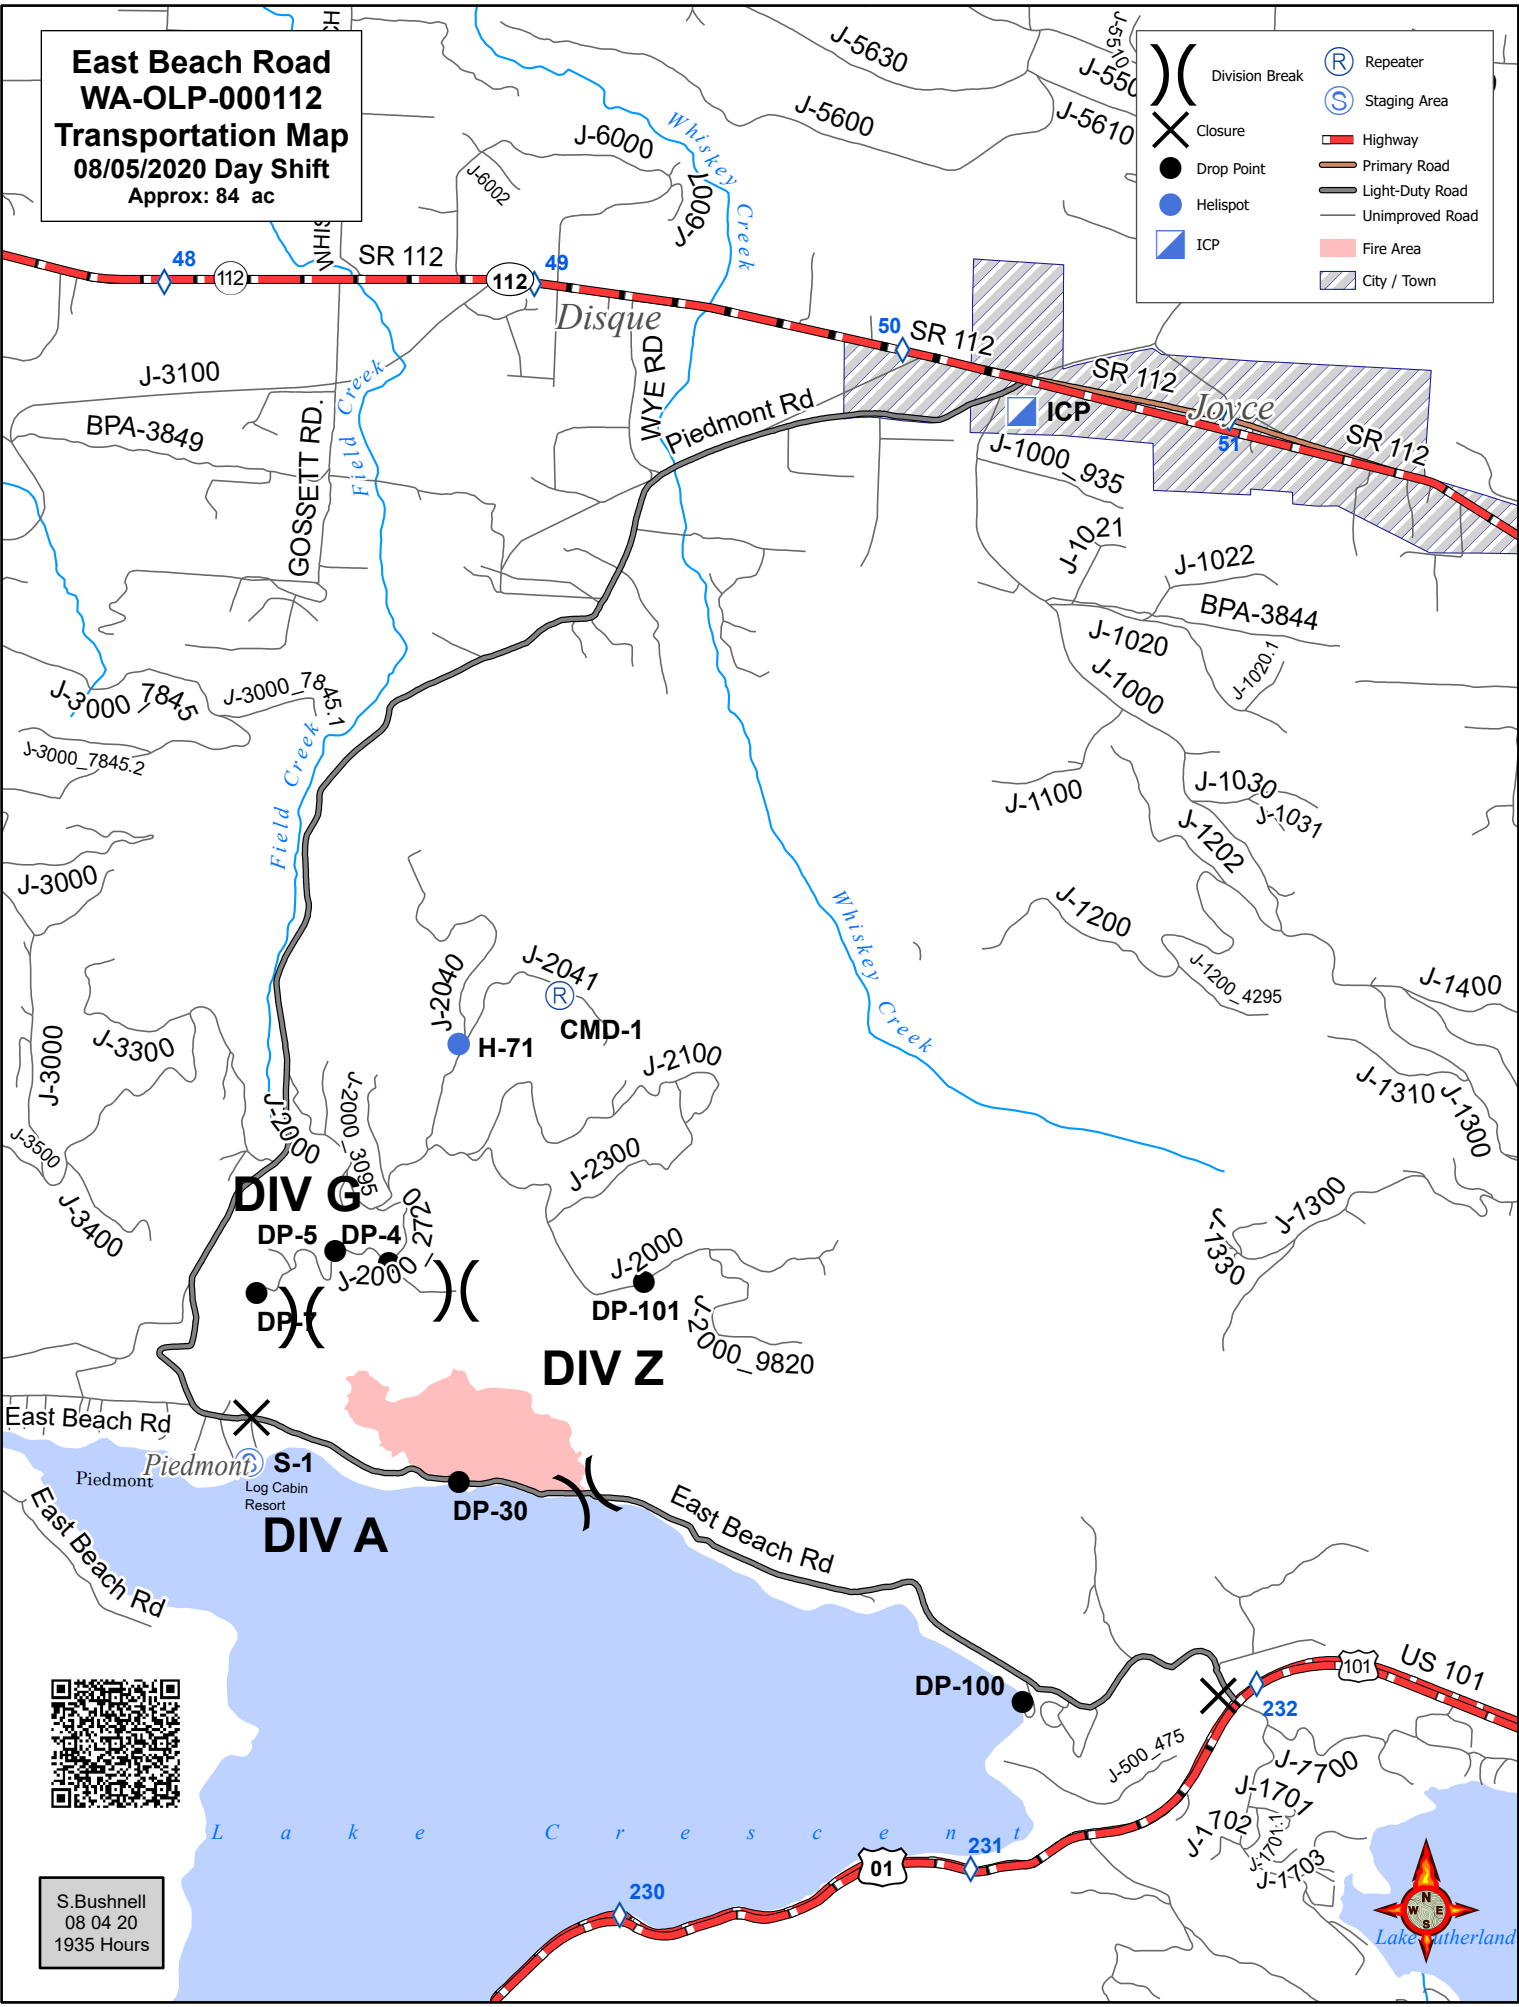 East Beach Road
WA-OLP-000112
Transportation Map
08/05/2020 Day Shift
Approx: 84 ac
Division Break
Closure
Drop Point
Helispot
ICP
R Repeater
S Staging Area
Highway
Primary Road
Light-Duty Road
Unimproved Road
Fire Area
City / Town
J-5630
J-5600
J-5610
J-6000
J-6002
J-6007
Whiskey
Creek
48
112
SR 112
112
49
Disque
50
SR 112
SR 112
Joyce
51
SR 112
ICP
J-3100
BPA-3849
GOSSETT RD.
Field Creek
WYE RD
Piedmont Rd
J-1000_935
J-1021
J-1022
BPA-3844
J-1020
J-1020.1
J-1000
J-3000_7845
J-3000_7845.1
J-3000_7845.2
Field Creek
J-1100
J-1030
J-1031
J-1202
J-3000
J-1200
Whiskey
Creek
J-1200_4295
J-1400
J-2040
J-2041
R
CMD-1
H-71
J-3000
J-3300
J-2000
J-2000_3095
J-2100
J-1310
J-1300
J-3500
J-3400
J-2300
DIV G
DP-5
DP-4
J-2000_2720
DP-7
J-2000
DP-101
J-2000_9820
J-1300
J-1330
DIV Z
East Beach Rd
Piedmont
Piedmont
S
S-1
Log Cabin
Resort
DIV A
DP-30
East Beach Rd
East Beach Rd
DP-100
101
US 101
232
J-500_475
J-1700
J-1701
J-1702
J-1703
Lake Crescent
231
01
230
N
E
S
W
Lake
S.Bushnell
08 04 20
1935 Hours